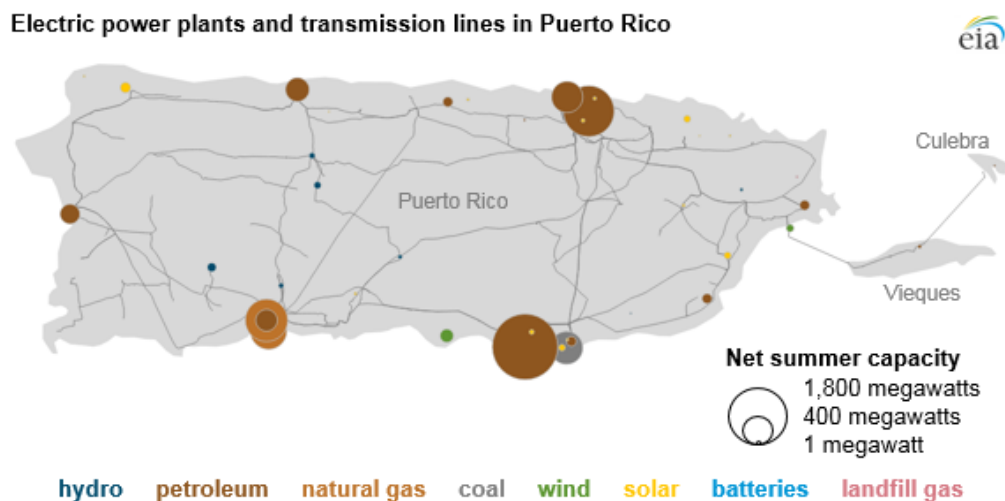 Electric power plants and transmission lines in Puerto Rico
eia
Culebra
Puerto Rico
Vieques
Net summer capacity
1,800 megawatts
400 megawatts
1 megawatt
hydro petroleum natural gas coal wind solar batteries landfill gas